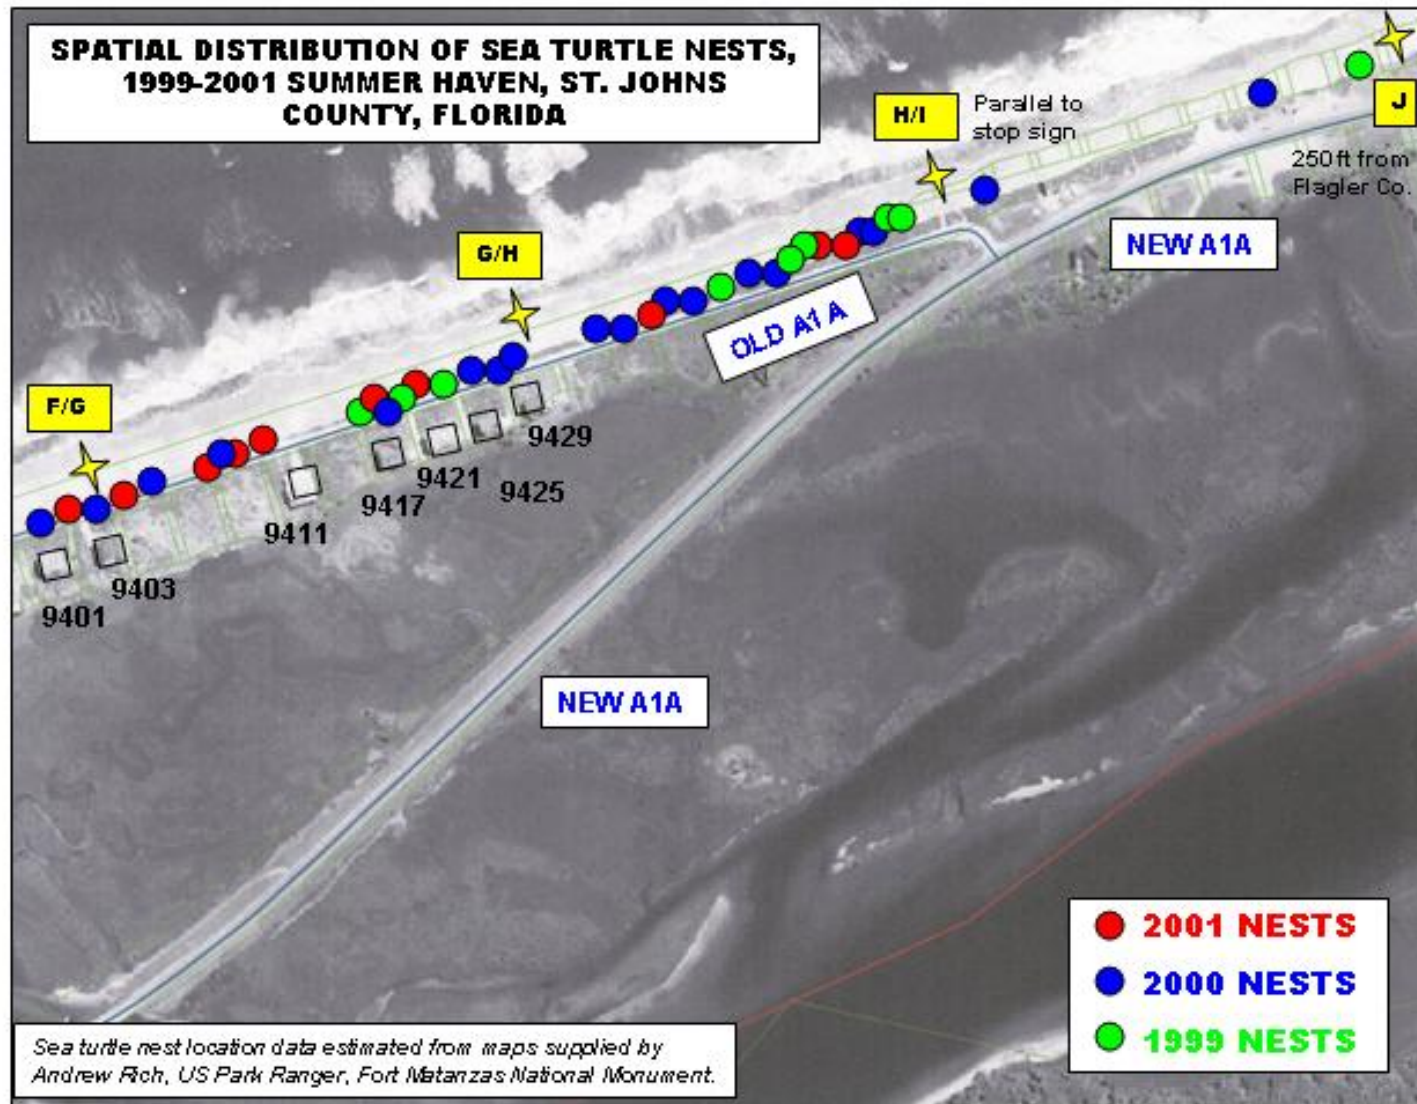 SPATIAL DISTRIBUTION OF SEA TURTLE NESTS,
1999-2001 SUMMER HAVEN, ST. JOHNS
COUNTY, FLORIDA
H/I
Parallel to
stop sign
J
250ft from
Flagler Co.
NEW A1A
G/H
OLD A1A
F/G
9429
9421
9425
9417
9411
9403
9401
NEW A1A
2001 NESTS
2000 NESTS
1999 NESTS
Sea turtle nest location data estimated from maps supplied by
Andrew Rich, US Park Ranger, Fort Matanzas National Monument.